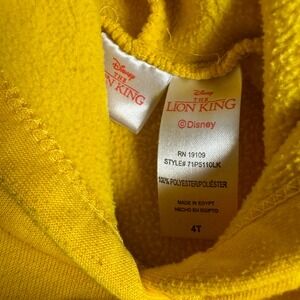 Disney
THE
LION KING
Disney
THE
LION KING
©Disney
RN 19109
STYLE# 71PS110LK
100% POLYESTER/POLIÉSTER
MADE IN EGYPT
HECHO EN EGIPTO
4T